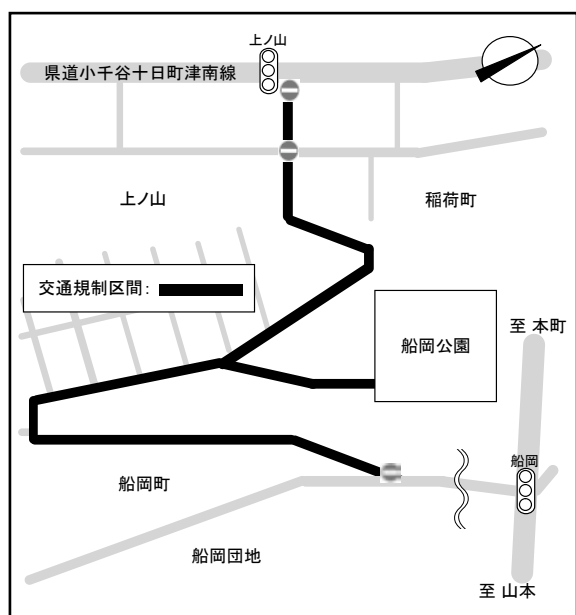 上ノ山
県道小千谷十日町津南線
上ノ山
稲荷町
交通規制区間：
船岡公園
至 本町
船岡
船岡町
船岡団地
至 山本